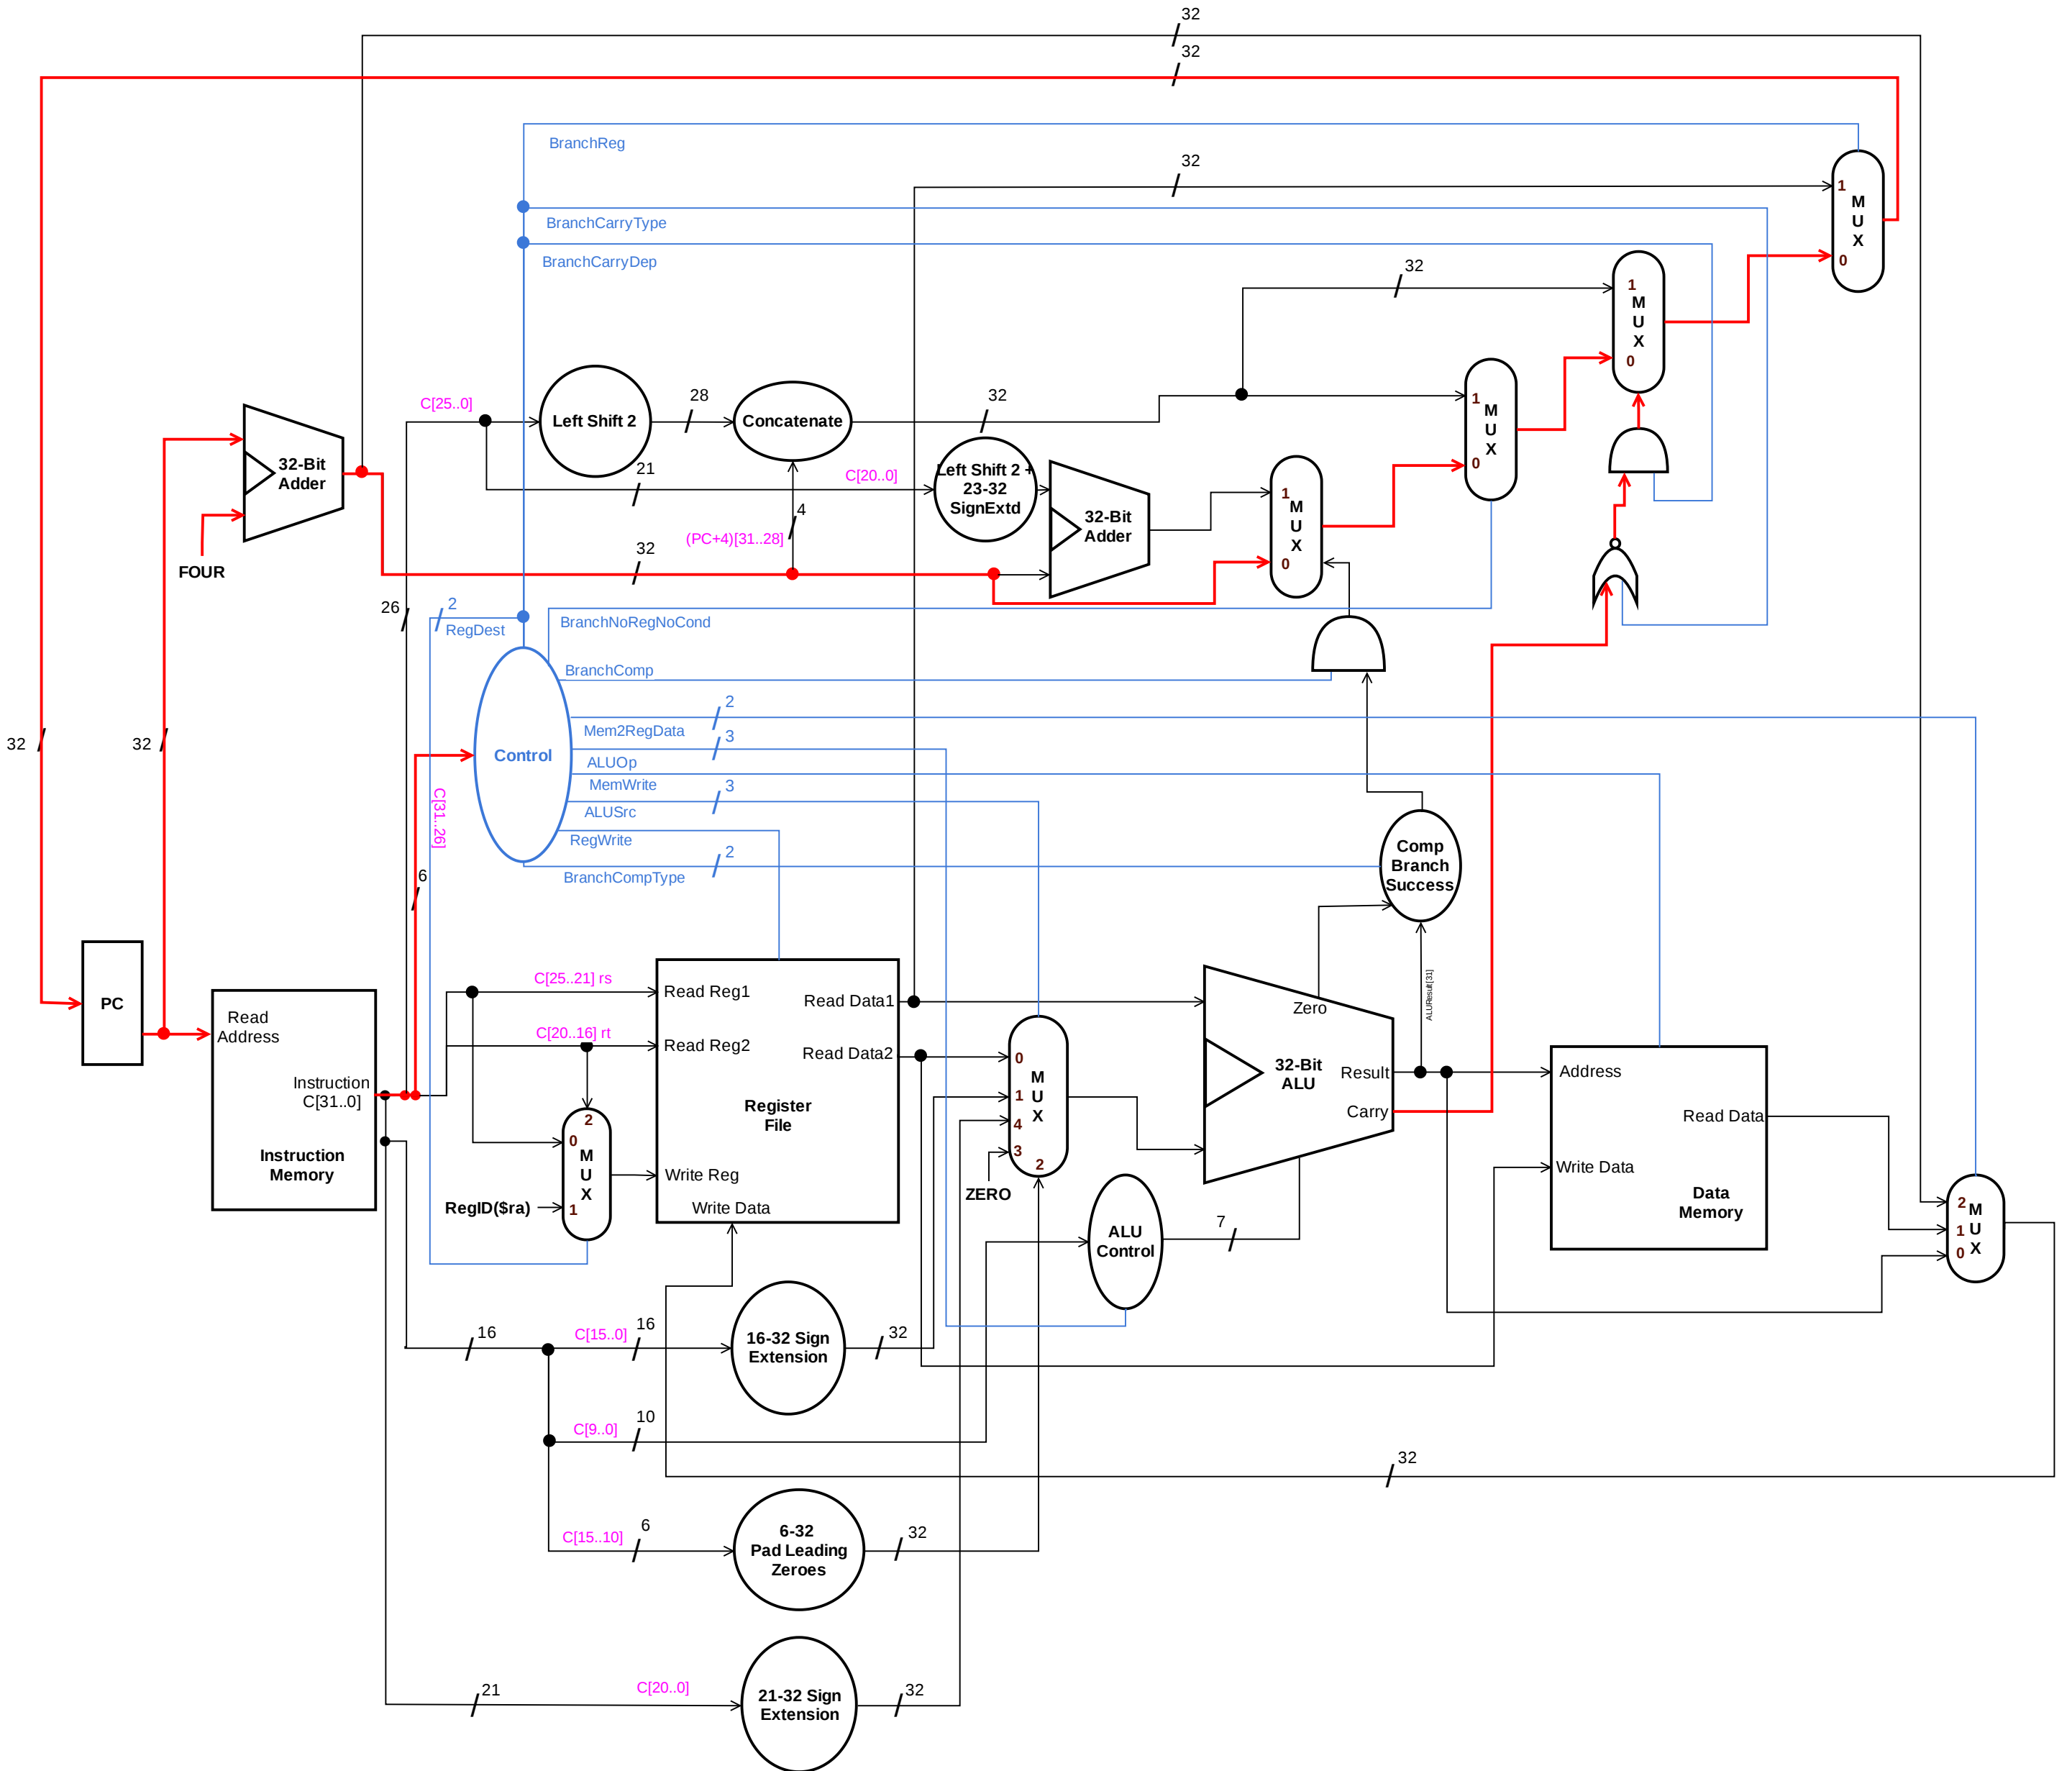 32
32
BranchReg
32
BranchCarryType
BranchCarryDep
1
M
U
X
0
32
1
M
U
X
0
C[25..0]
28
32
Left Shift 2
Concatenate
1
M
U
X
0
32-Bit
Adder
21
C[20..0]
Left Shift 2 +
23-32
SignExtd
4
(PC+4)[31..28]
32-Bit
Adder
1
M
U
X
0
32
FOUR
26
2
RegDest
BranchNoRegNoCond
BranchComp
2
Mem2RegData
3
ALUOp
MemWrite
3
ALUSrc
RegWrite
2
BranchCompType
Control
32
32
C[31..26]
6
Comp
Branch
Success
PC
Read
Address
Instruction
C[31..0]
Instruction
Memory
C[25..21] rs
C[20..16] rt
Read Reg1
Read Reg2
Read Data1
Read Data2
Register
File
Write Reg
Write Data
2
0
M
U
X
1
RegID($ra)
0
M
1
U
X
4
3
2
ZERO
Zero
32-Bit
ALU
Result
Carry
ALUResult[31]
ALU
Control
7
Address
Read Data
Write Data
Data
Memory
2
M
1
U
0
X
16
C[15..0]
16
16-32 Sign
Extension
32
C[9..0]
10
32
C[15..10]
6
6-32
Pad Leading
Zeroes
32
21
C[20..0]
21-32 Sign
Extension
32